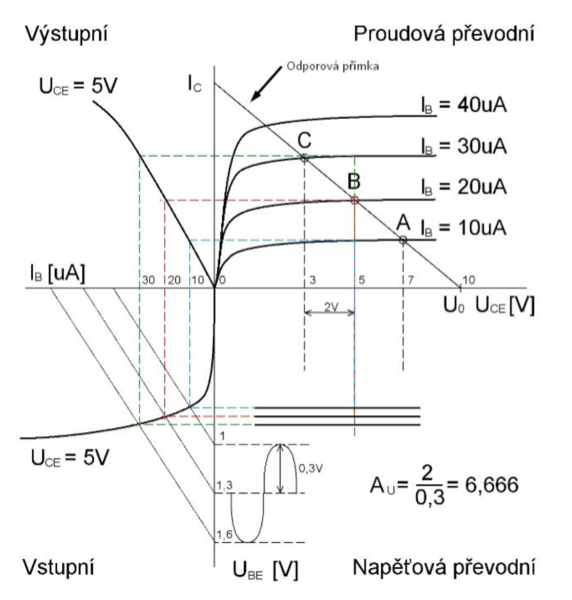 Výstupní
Proudová převodní
Odporová přímka
UCE = 5V
IC
IB = 40uA
C
IB = 30uA
B
IB = 20uA
A
IB = 10uA
IB [uA]
30 20 10 0 3 5 7 10
U0 UCE [V]
2V
UCE = 5V
1
0,3V
1,3
AU = 2/0,3 = 6,666
1,6
Vstupní
UBE [V]
Napěťová převodní